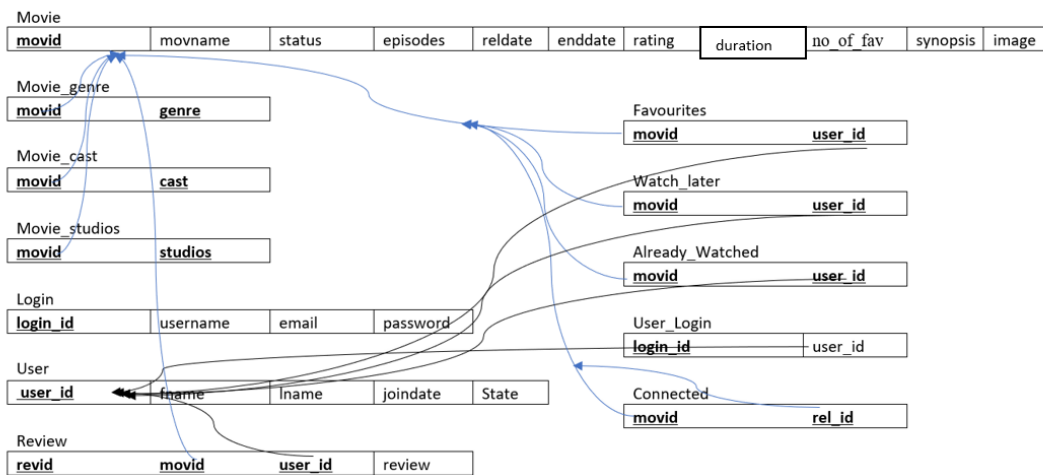 Movie
movid movname status episodes reldate enddate rating duration no_of_fav synopsis image
Movie_genre
movid genre
Favourites
movid user_id
Movie_cast
movid cast
Watch_later
movid user_id
Movie_studios
movid studios
Already_Watched
movid user_id
Login
login_id username email password
User_Login
login_id user_id
User
user_id fname lname joindate State
Connected
movid rel_id
Review
revid movid user_id review